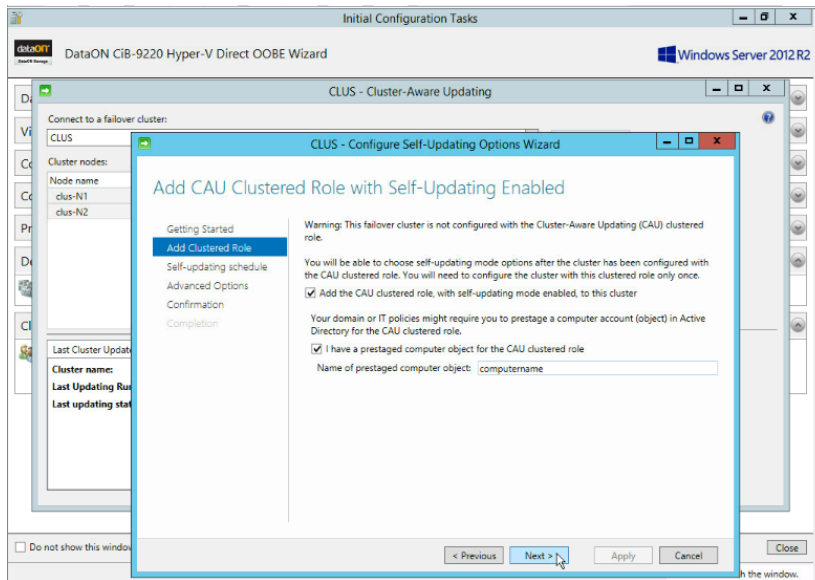 Initial Configuration Tasks
dataON
DataON CiB-9220 Hyper-V Direct OOBE Wizard
Windows Server 2012 R2
CLUS - Cluster-Aware Updating
Connect to a failover cluster:
CLUS
Cluster nodes:
Node name
clus-N1
clus-N2
CLUS - Configure Self-Updating Options Wizard
Add CAU Clustered Role with Self-Updating Enabled
Getting Started
Add Clustered Role
Self-updating schedule
Advanced Options
Confirmation
Completion
Warning: This failover cluster is not configured with the Cluster-Aware Updating (CAU) clustered
role.
You will be able to choose self-updating mode options after the cluster has been configured with
the CAU clustered role. You will need to configure the cluster with this clustered role only once.
Add the CAU clustered role, with self-updating mode enabled, to this cluster
Your domain or IT policies might require you to prestage a computer account (object) in Active
Directory for the CAU clustered role.
I have a prestaged computer object for the CAU clustered role
Name of prestaged computer object: computername
Last Cluster Updat
Cluster name:
Last Updating Run
Last updating stat
< Previous Next > Apply Cancel
Do not show this window
Close
h the window.